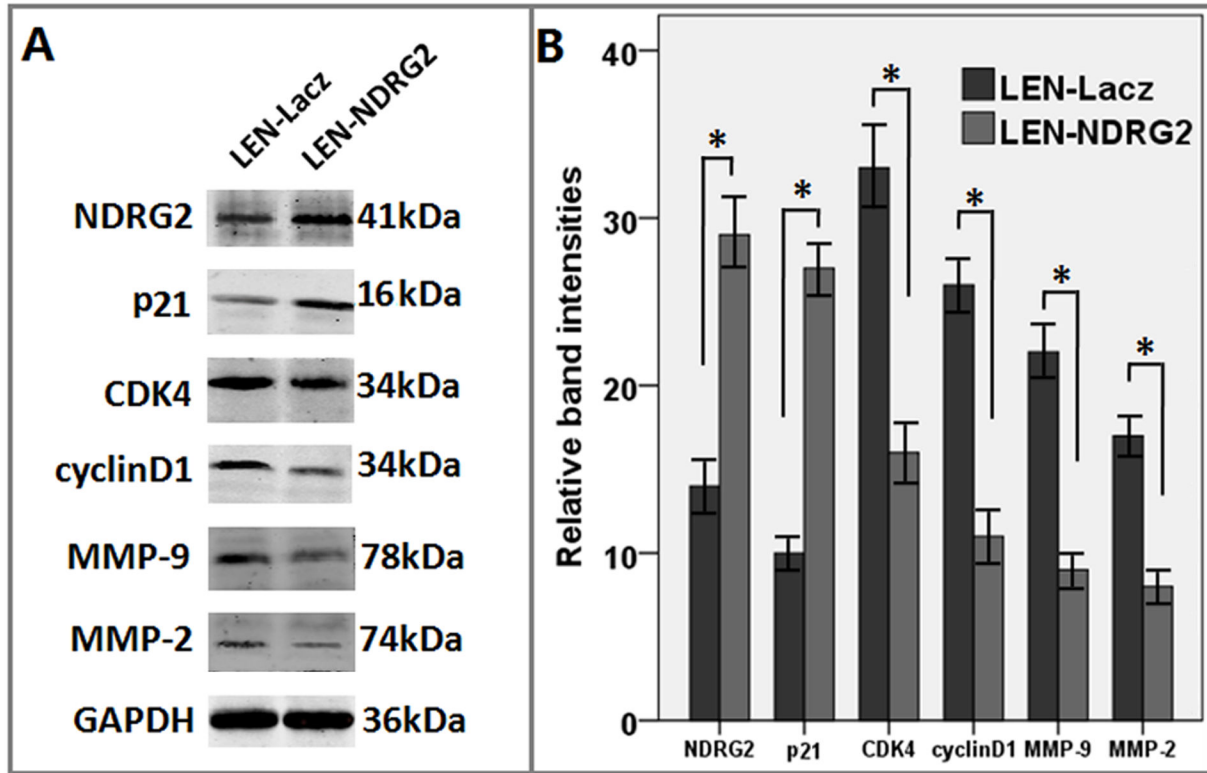 A
LEN-Lacz
LEN-NDRG2
NDRG2 41kDa
p21 16kDa
CDK4 34kDa
cyclinD1 34kDa
MMP-9 78kDa
MMP-2 74kDa
GAPDH 36kDa
B
Relative band intensities
40
30
20
10
0
LEN-Lacz
LEN-NDRG2
*
*
*
*
*
*
NDRG2 p21 CDK4 cyclinD1 MMP-9 MMP-2